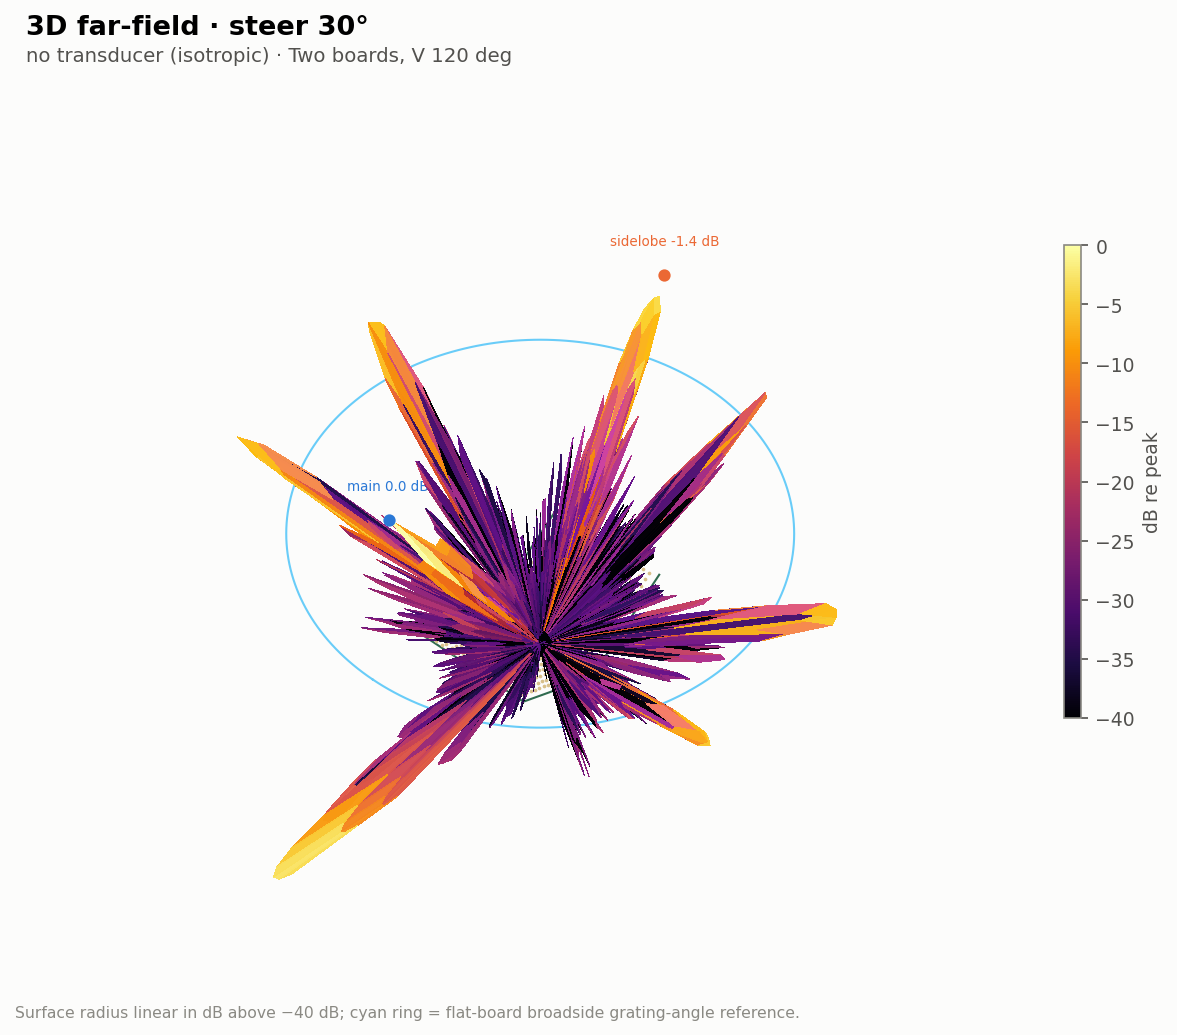 3D far-field · steer 30°
no transducer (isotropic) · Two boards, V 120 deg
sidelobe -1.4 dB
main 0.0 dB
0
−5
−10
−15
−20
−25
−30
−35
−40
dB re peak
Surface radius linear in dB above −40 dB; cyan ring = flat-board broadside grating-angle reference.